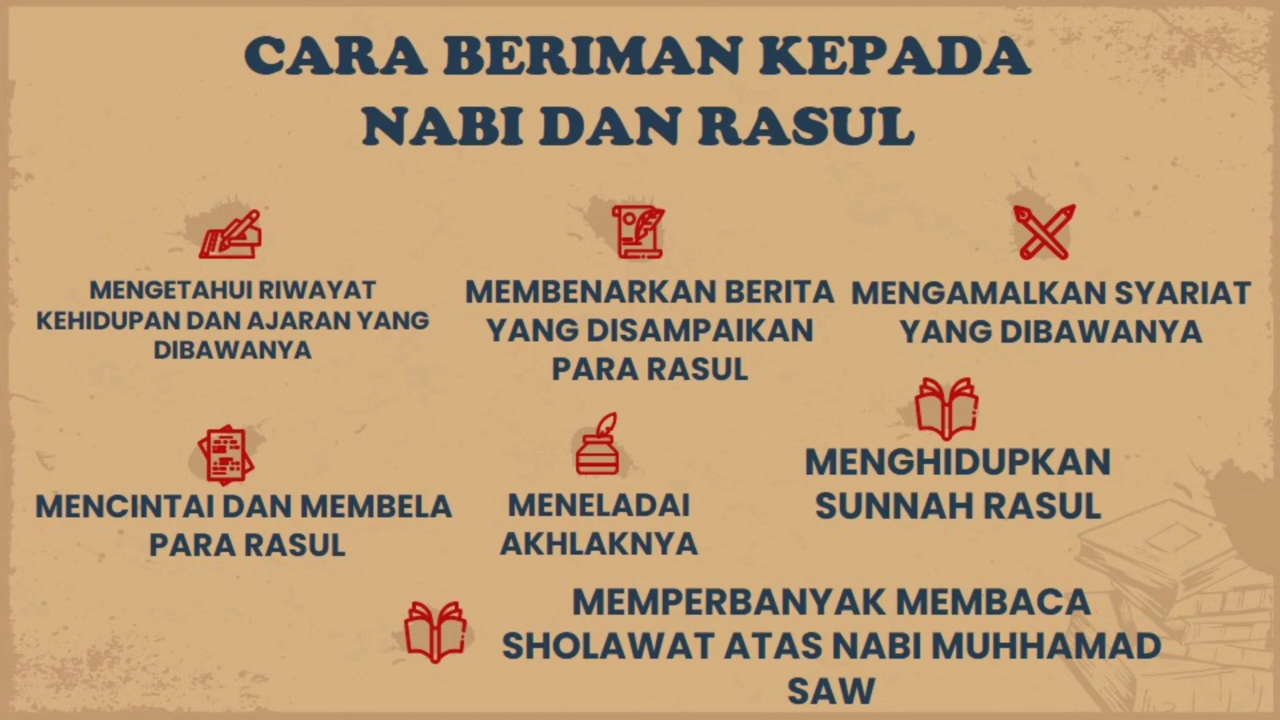 CARA BERIMAN KEPADA
NABI DAN RASUL
MENGETAHUI RIWAYAT
KEHIDUPAN DAN AJARAN YANG
DIBAWANYA
MEMBENARKAN BERITA
YANG DISAMPAIKAN
PARA RASUL
MENGAMALKAN SYARIAT
YANG DIBAWANYA
MENCINTAI DAN MEMBELA
PARA RASUL
MENELADAI
AKHLAKNYA
MENGHIDUPKAN
SUNNAH RASUL
MEMPERBANYAK MEMBACA
SHOLAWAT ATAS NABI MUHHAMAD
SAW